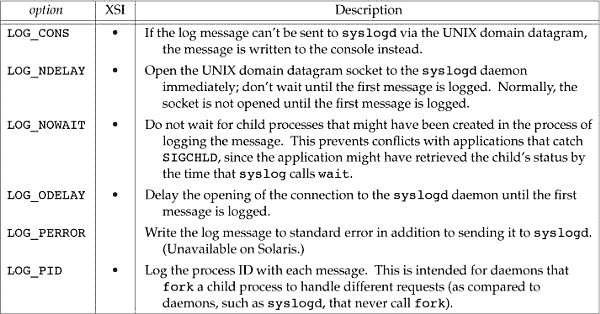 option XSI Description
LOG_CONS • If the log message can't be sent to syslogd via the UNIX domain datagram,
the message is written to the console instead.
LOG_NDELAY • Open the UNIX domain datagram socket to the syslogd daemon
immediately; don't wait until the first message is logged. Normally, the
socket is not opened until the first message is logged.
LOG_NOWAIT • Do not wait for child processes that might have been created in the process of
logging the message. This prevents conflicts with applications that catch
SIGCHLD, since the application might have retrieved the child's status by
the time that syslog calls wait.
LOG_ODELAY • Delay the opening of the connection to the syslogd daemon until the first
message is logged.
LOG_PERROR Write the log message to standard error in addition to sending it to syslogd.
(Unavailable on Solaris.)
LOG_PID • Log the process ID with each message. This is intended for daemons that
fork a child process to handle different requests (as compared to
daemons, such as syslogd, that never call fork).